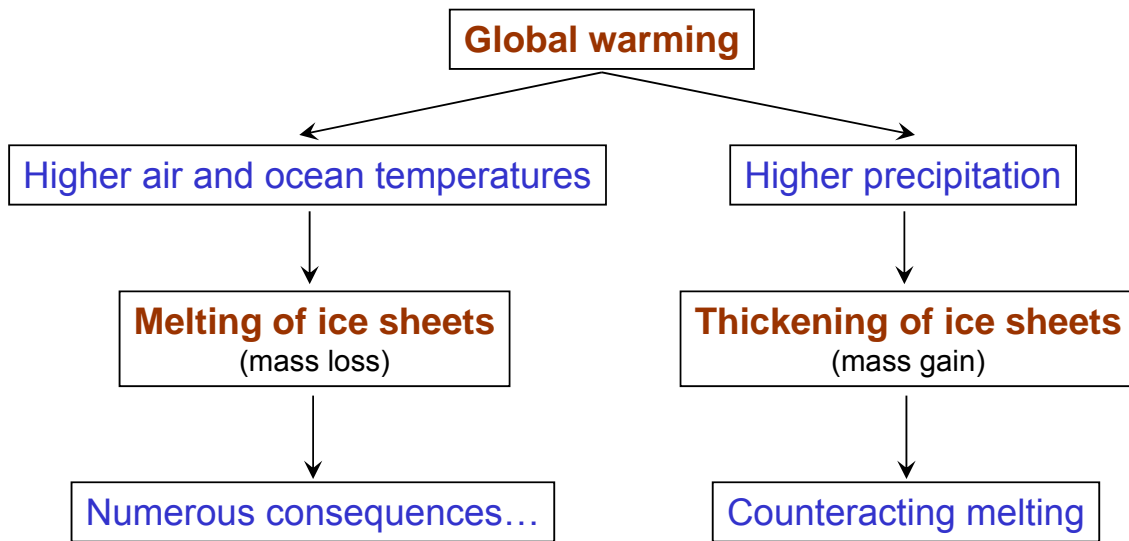 Global warming
Higher air and ocean temperatures
Higher precipitation
Melting of ice sheets
(mass loss)
Thickening of ice sheets
(mass gain)
Numerous consequences…
Counteracting melting